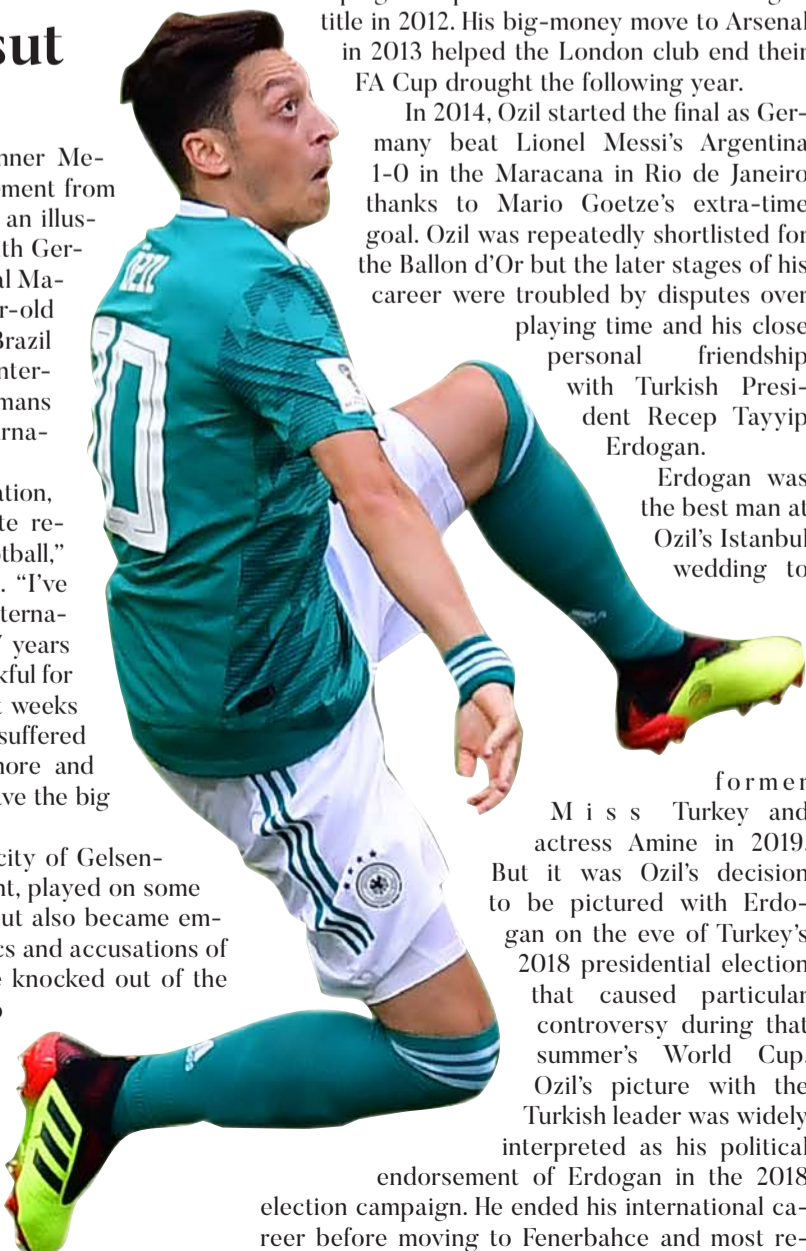 sut
nner Me-
ement from
an illus-
th Ger-
al Ma-
r-old
Brazil
nter-
mans
rna-
ation,
te re-
otball,”
. “I’ve
terna-
7 years
kful for
t weeks
suffered
more and
ave the big
city of Gelsen-
nt, played on some
but also became em-
cs and accusations of
e knocked out of the
title in 2012. His big-money move to Arsenal
in 2013 helped the London club end their
FA Cup drought the following year.
In 2014, Ozil started the final as Ger-
many beat Lionel Messi’s Argentina
1-0 in the Maracana in Rio de Janeiro
thanks to Mario Goetze’s extra-time
goal. Ozil was repeatedly shortlisted for
the Ballon d’Or but the later stages of his
career were troubled by disputes over
playing time and his close
personal friendship
with Turkish Presi-
dent Recep Tayyip
Erdogan.
Erdogan was
the best man at
Ozil’s Istanbul
wedding to
former
Miss Turkey and
actress Amine in 2019.
But it was Ozil’s decision
to be pictured with Erdo-
gan on the eve of Turkey’s
2018 presidential election
that caused particular
controversy during that
summer’s World Cup.
Ozil’s picture with the
Turkish leader was widely
interpreted as his political
endorsement of Erdogan in the 2018
election campaign. He ended his international ca-
reer before moving to Fenerbahce and most re-
ÖZIL
10